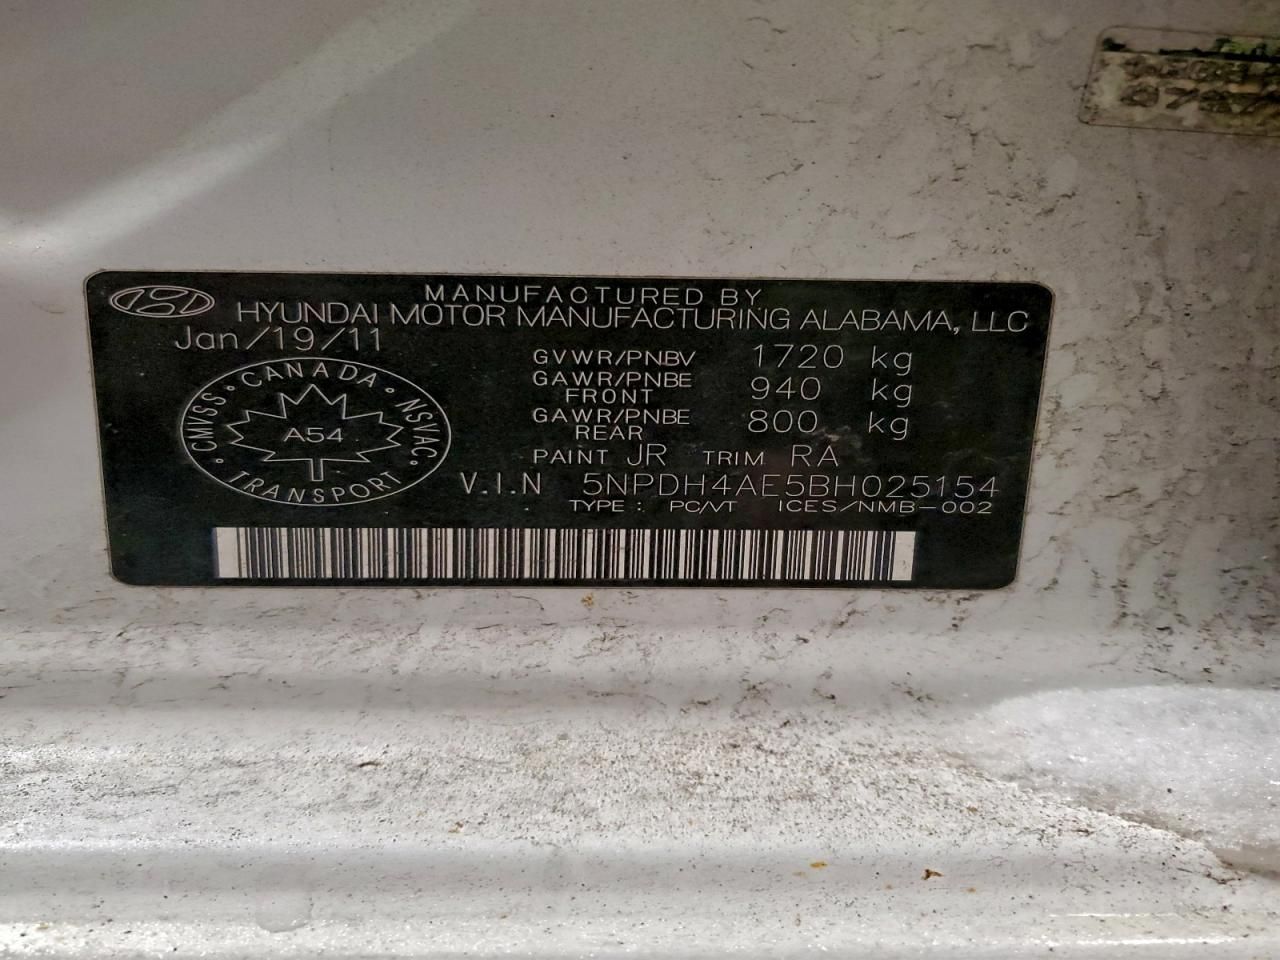 MANUFACTURED BY
HYUNDAI MOTOR MANUFACTURING ALABAMA, LLC
Jan/19/11
GVWR/PNBV 1720 kg
GAWR/PNBE FRONT 940 kg
GAWR/PNBE REAR 800 kg
PAINT JR TRIM RA
CANADA
CMVSS · NSVAC
A54
TRANSPORT
V.I.N 5NPDH4AE5BH025154
TYPE : PC/VT ICES/NMB-002